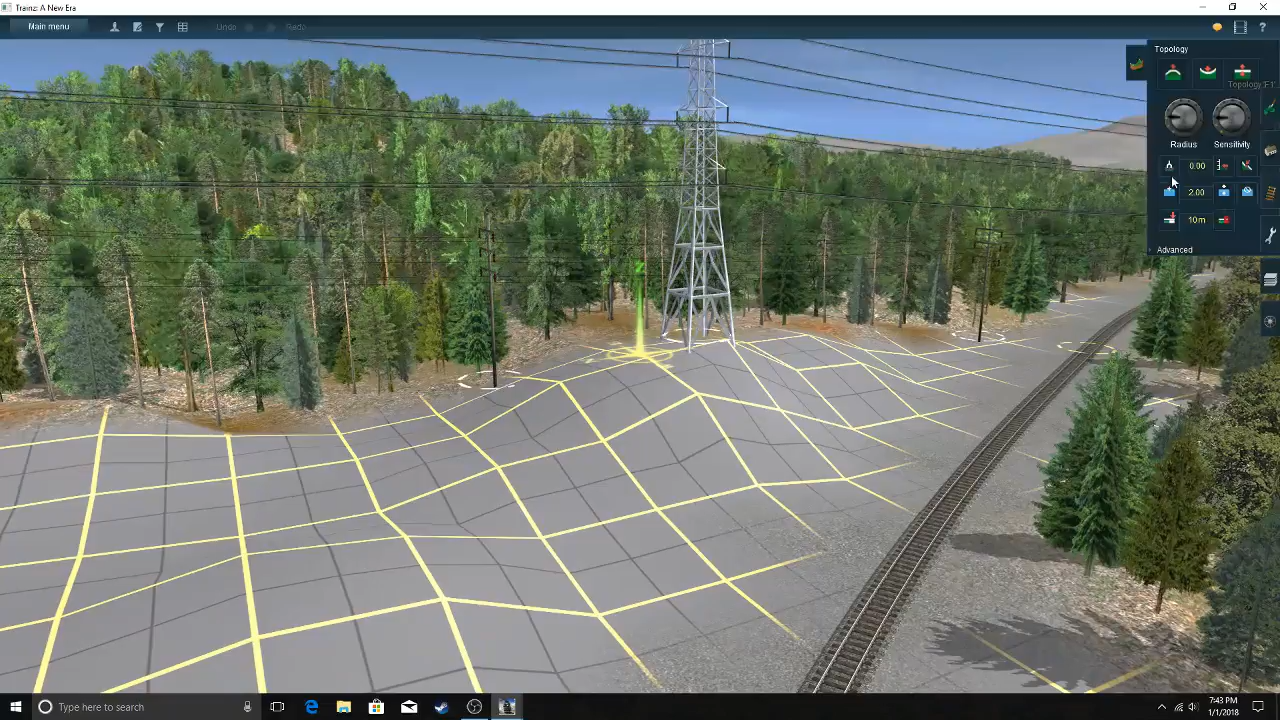 Trainz: A New Era
Main menu
Undo
Redo
Topology
Topology
Radius
Sensitivity
0.00
2.00
10m
Advanced
Type here to search
7:43 PM
1/1/2018